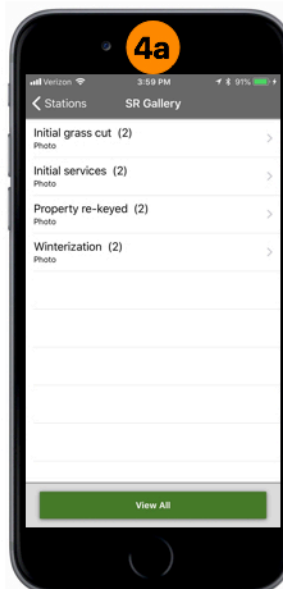 4a
Verizon 3:59 PM 91%
Stations SR Gallery
Initial grass cut (2)
Photo
Initial services (2)
Photo
Property re-keyed (2)
Photo
Winterization (2)
Photo
View All